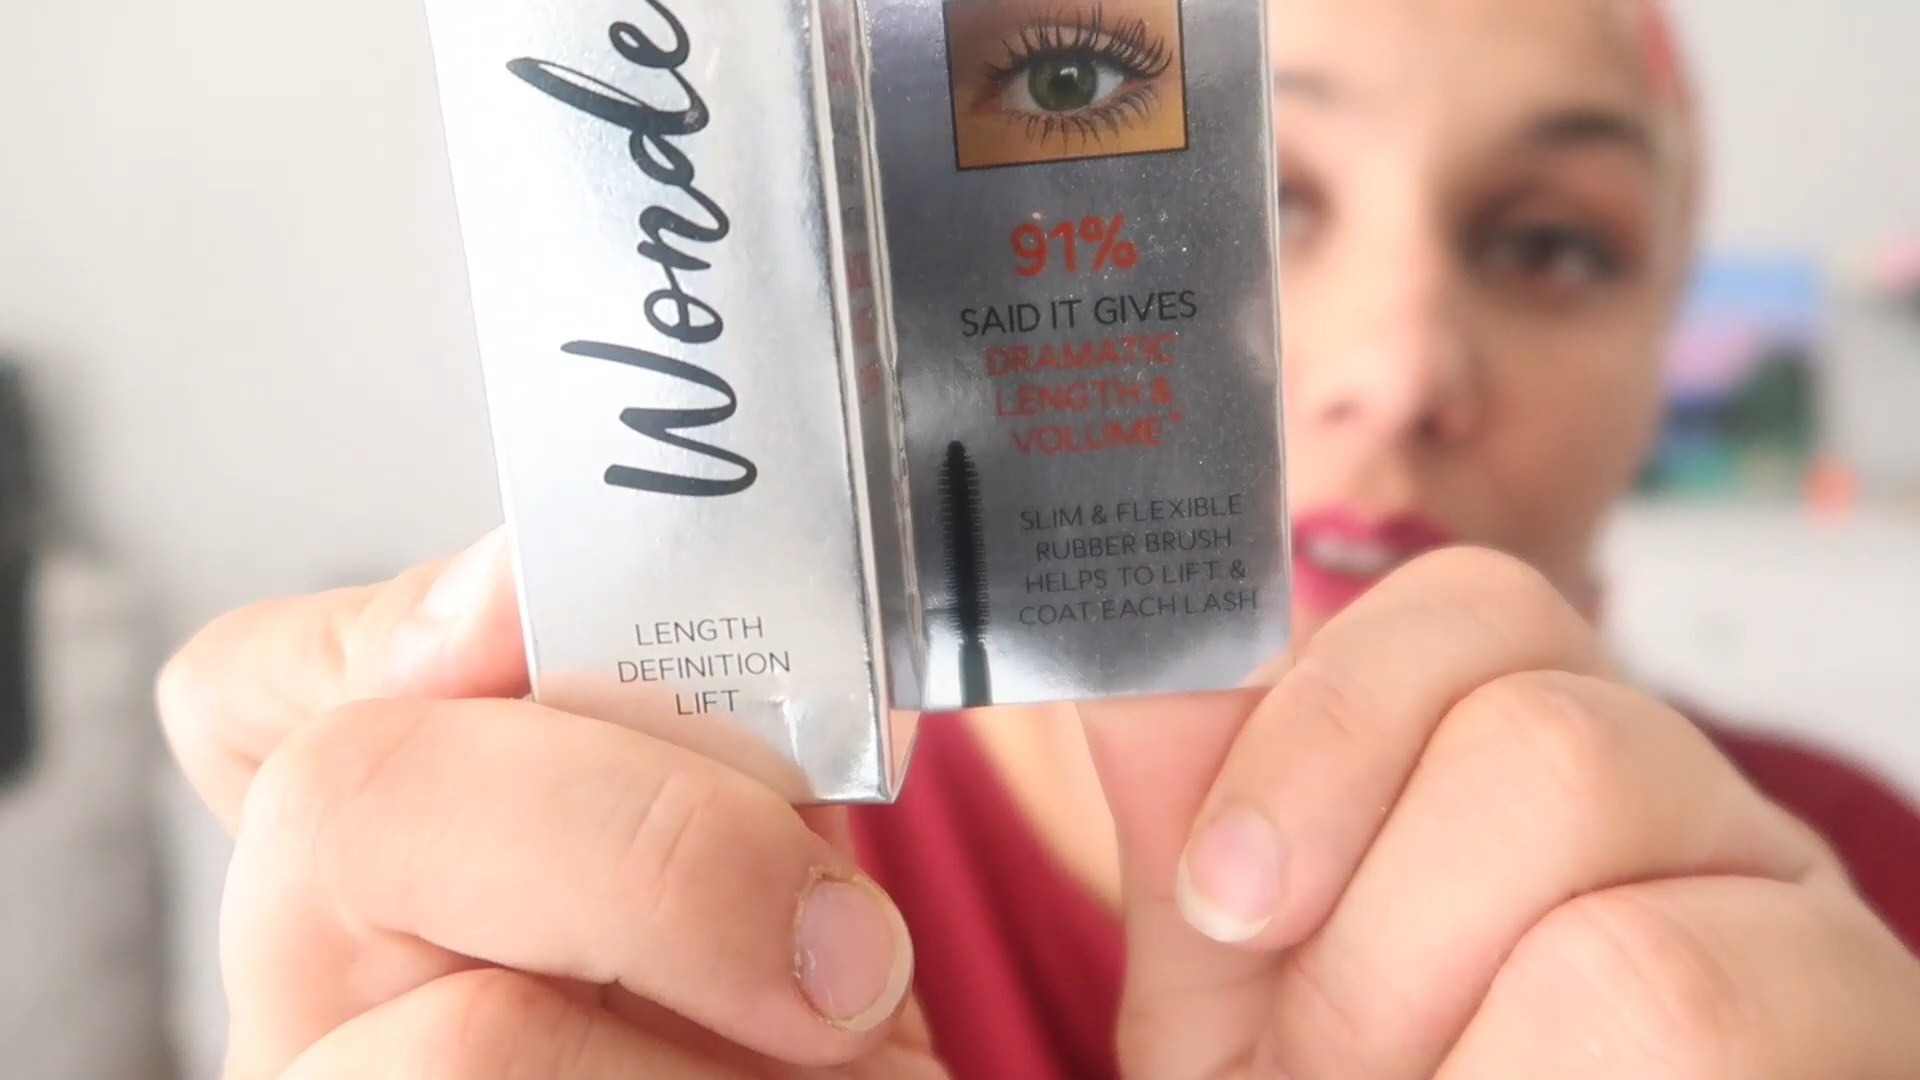 Wonde
LENGTH
DEFINITION
LIFT
91%
SAID IT GIVES
DRAMATIC
LENGTH &
VOLUME*
SLIM & FLEXIBLE
RUBBER BRUSH
HELPS TO LIFT &
COAT EACH LASH